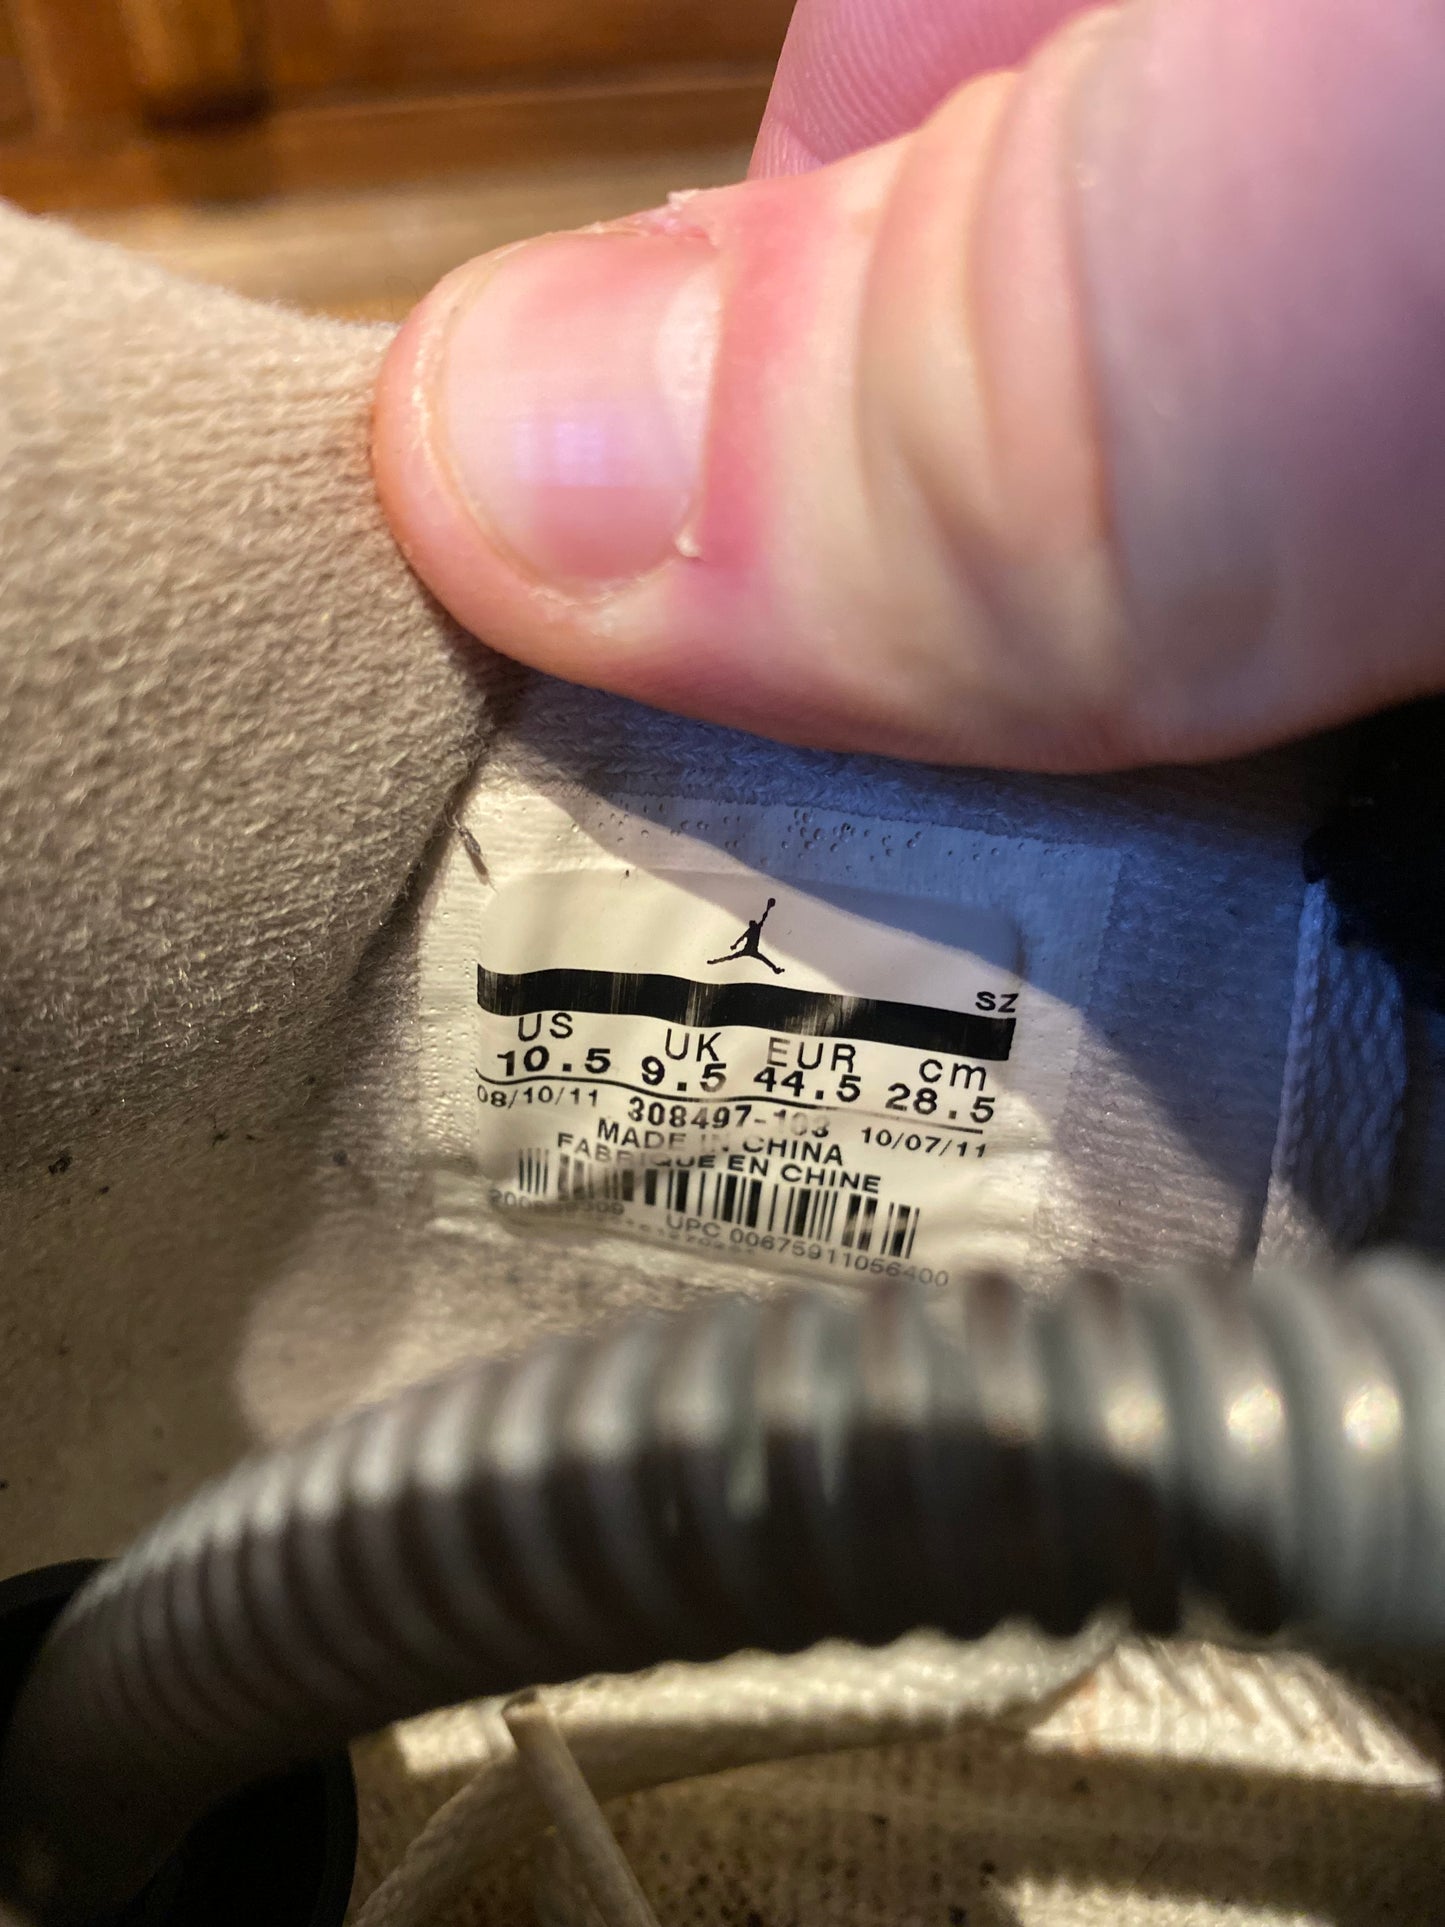 SZ
US UK EUR cm
10.5 9.5 44.5 28.5
08/10/11 308497-103 10/07/11
MADE IN CHINA
FABRIQUE EN CHINE
UPC 00675911056400